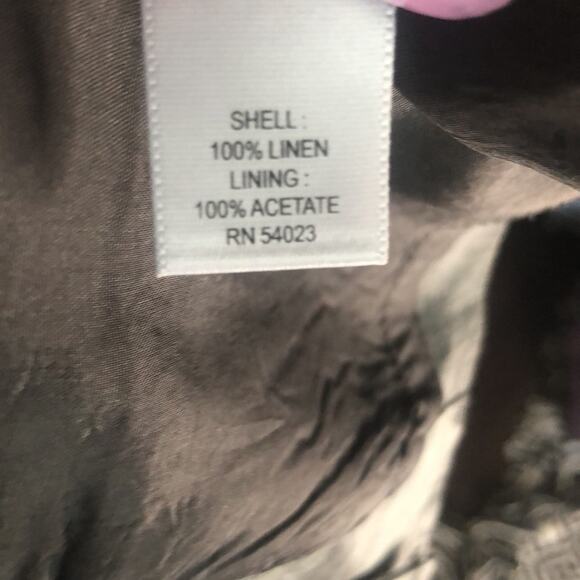 SHELL :
100% LINEN
LINING :
100% ACETATE
RN 54023